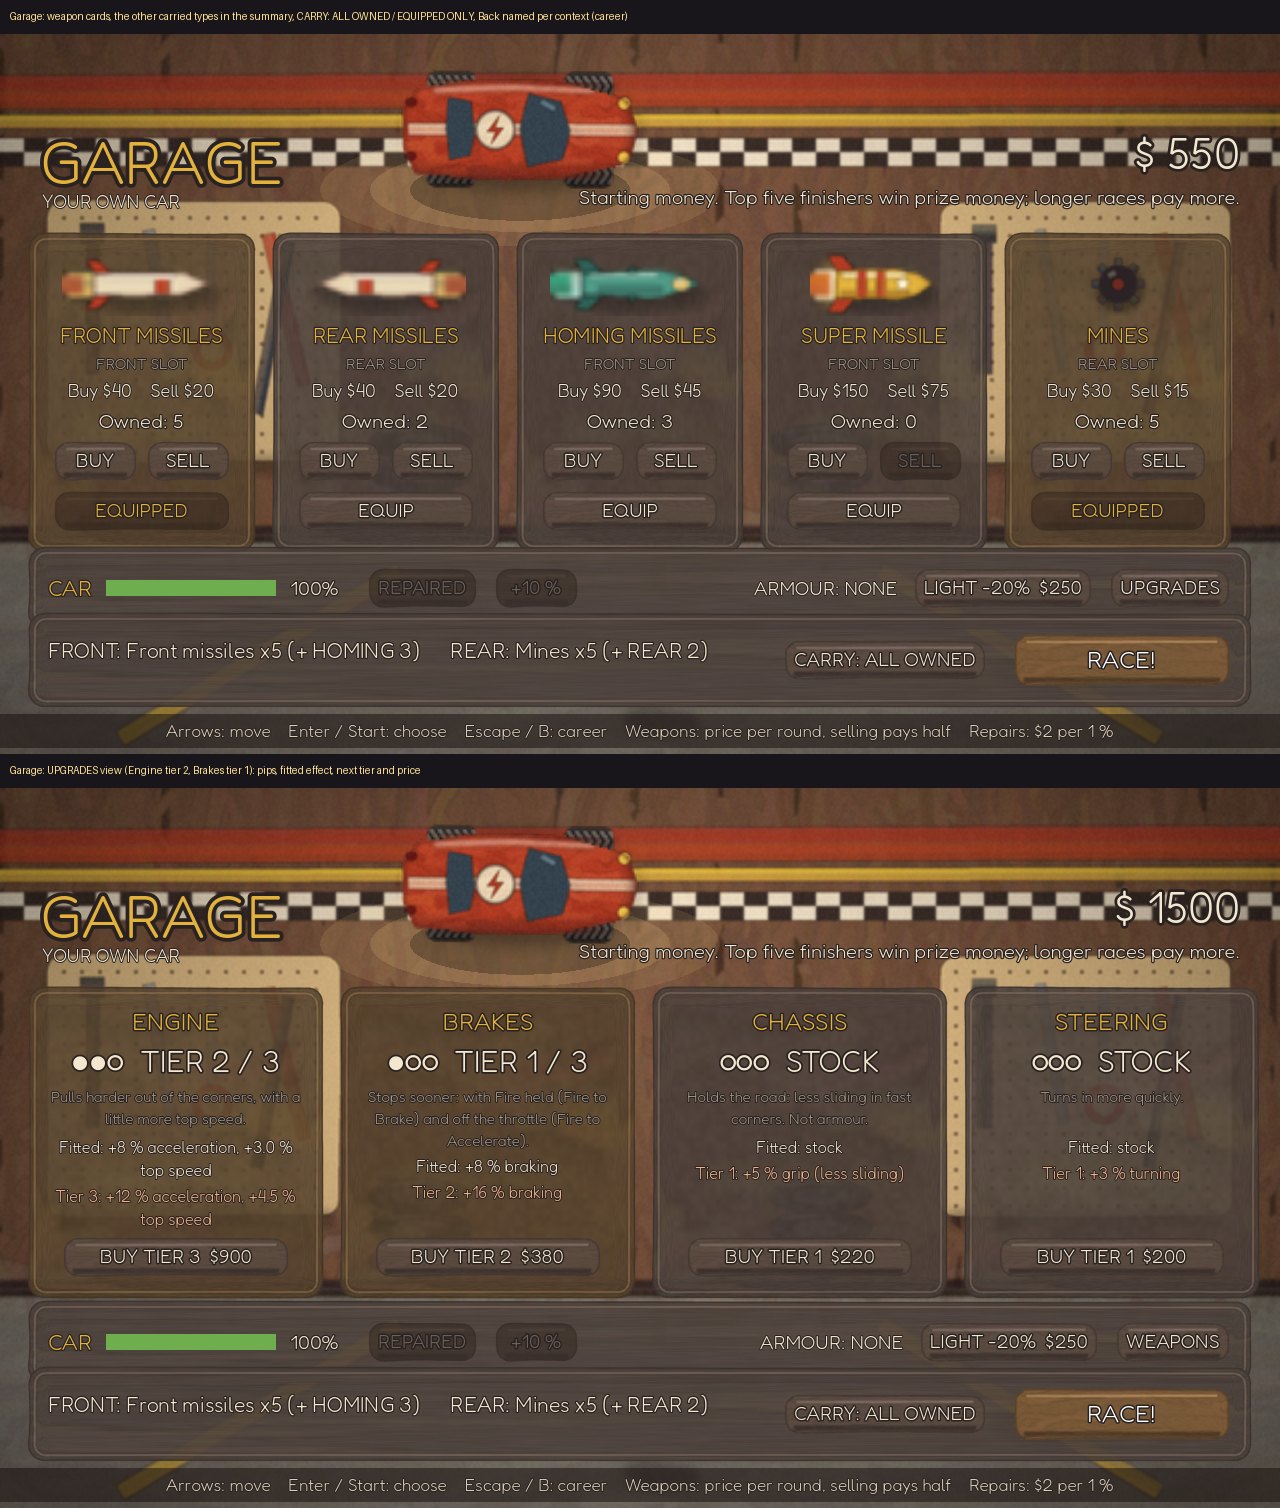 Garage: weapon cards, the other carried types in the summary, CARRY: ALL OWNED / EQUIPPED ONLY, Back named per context (career)
GARAGE
$ 550
YOUR OWN CAR
Starting money. Top five finishers win prize money; longer races pay more.
FRONT MISSILES
FRONT SLOT
Buy $40 Sell $20
Owned: 5
BUY SELL
EQUIPPED
REAR MISSILES
REAR SLOT
Buy $40 Sell $20
Owned: 2
BUY SELL
EQUIP
HOMING MISSILES
FRONT SLOT
Buy $90 Sell $45
Owned: 3
BUY SELL
EQUIP
SUPER MISSILE
FRONT SLOT
Buy $150 Sell $75
Owned: 0
BUY SELL
EQUIP
MINES
REAR SLOT
Buy $30 Sell $15
Owned: 5
BUY SELL
EQUIPPED
CAR 100% REPAIRED +10 % ARMOUR: NONE LIGHT -20% $250 UPGRADES
FRONT: Front missiles x5 (+ HOMING 3) REAR: Mines x5 (+ REAR 2) CARRY: ALL OWNED RACE!
Arrows: move Enter / Start: choose Escape / B: career Weapons: price per round, selling pays half Repairs: $2 per 1 %
Garage: UPGRADES view (Engine tier 2, Brakes tier 1): pips, fitted effect, next tier and price
GARAGE
$ 1500
YOUR OWN CAR
Starting money. Top five finishers win prize money; longer races pay more.
ENGINE
TIER 2 / 3
Pulls harder out of the corners, with a
little more top speed.
Fitted: +8 % acceleration, +3.0 %
top speed
Tier 3: +12 % acceleration, +4.5 %
top speed
BUY TIER 3 $900
BRAKES
TIER 1 / 3
Stops sooner: with Fire held (Fire to
Brake) and off the throttle (Fire to
Accelerate).
Fitted: +8 % braking
Tier 2: +16 % braking
BUY TIER 2 $380
CHASSIS
STOCK
Holds the road: less sliding in fast
corners. Not armour.
Fitted: stock
Tier 1: +5 % grip (less sliding)
BUY TIER 1 $220
STEERING
STOCK
Turns in more quickly.
Fitted: stock
Tier 1: +3 % turning
BUY TIER 1 $200
CAR 100% REPAIRED +10 % ARMOUR: NONE LIGHT -20% $250 WEAPONS
FRONT: Front missiles x5 (+ HOMING 3) REAR: Mines x5 (+ REAR 2) CARRY: ALL OWNED RACE!
Arrows: move Enter / Start: choose Escape / B: career Weapons: price per round, selling pays half Repairs: $2 per 1 %